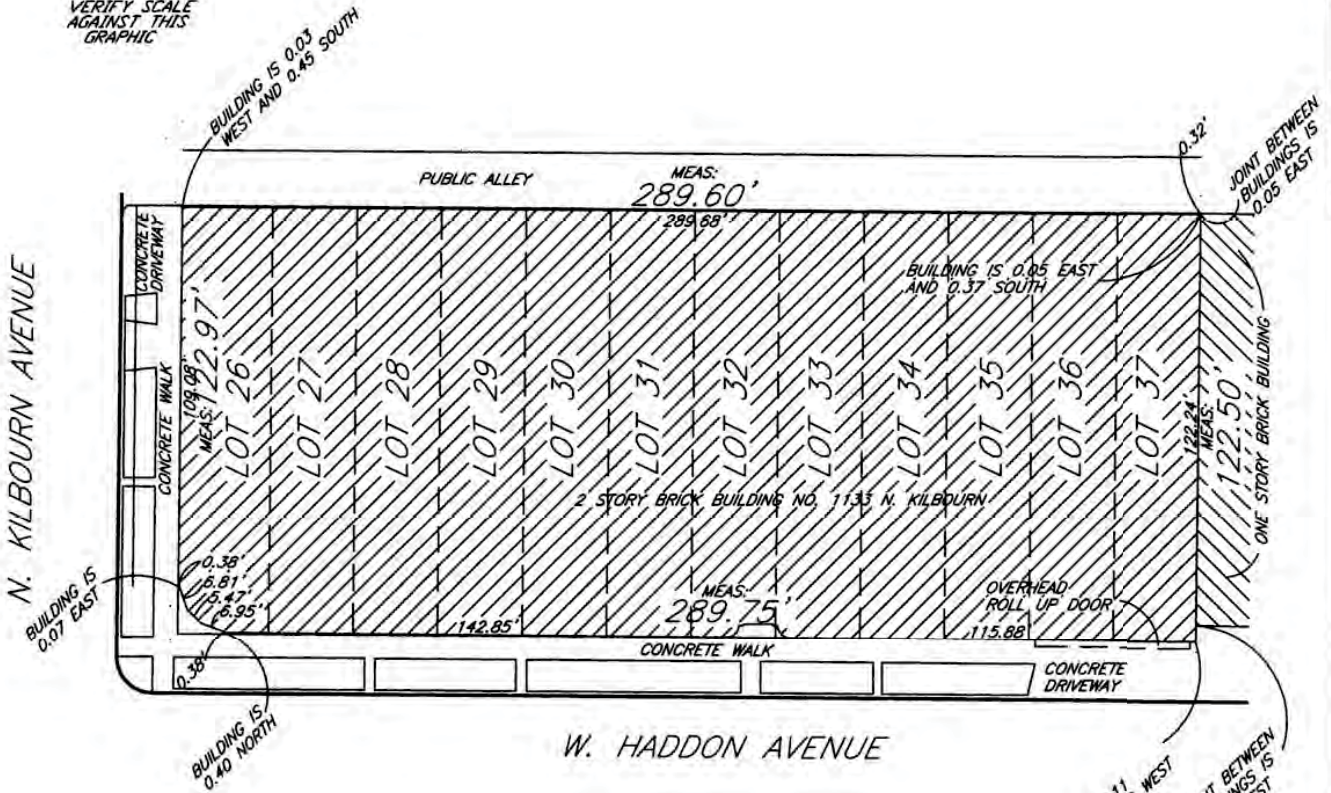 VERIFY SCALE
AGAINST THIS
GRAPHIC
BUILDING IS 0.03
WEST AND 0.45 SOUTH
PUBLIC ALLEY
MEAS:
289.60'
289.68'
0.32'
JOINT BETWEEN
BUILDINGS IS
0.05 EAST
CONCRETE
DRIVEWAY
BUILDING IS 0.05 EAST
AND 0.37 SOUTH
N. KILBOURN AVENUE
CONCRETE WALK
109.08'
MEAS:
122.97'
LOT 26
LOT 27
LOT 28
LOT 29
LOT 30
LOT 31
LOT 32
LOT 33
LOT 34
LOT 35
LOT 36
LOT 37
122.24'
MEAS:
122.50'
ONE STORY BRICK BUILDING
2 STORY BRICK BUILDING NO. 1133 N. KILBOURN
0.38'
6.81'
5.47'
6.95'
BUILDING IS
0.07 EAST
142.85'
MEAS:
289.75'
OVERHEAD
ROLL UP DOOR
115.88
CONCRETE WALK
0.38'
CONCRETE
DRIVEWAY
BUILDING IS
0.40 NORTH
W. HADDON AVENUE
11
WEST
BETWEEN
IS